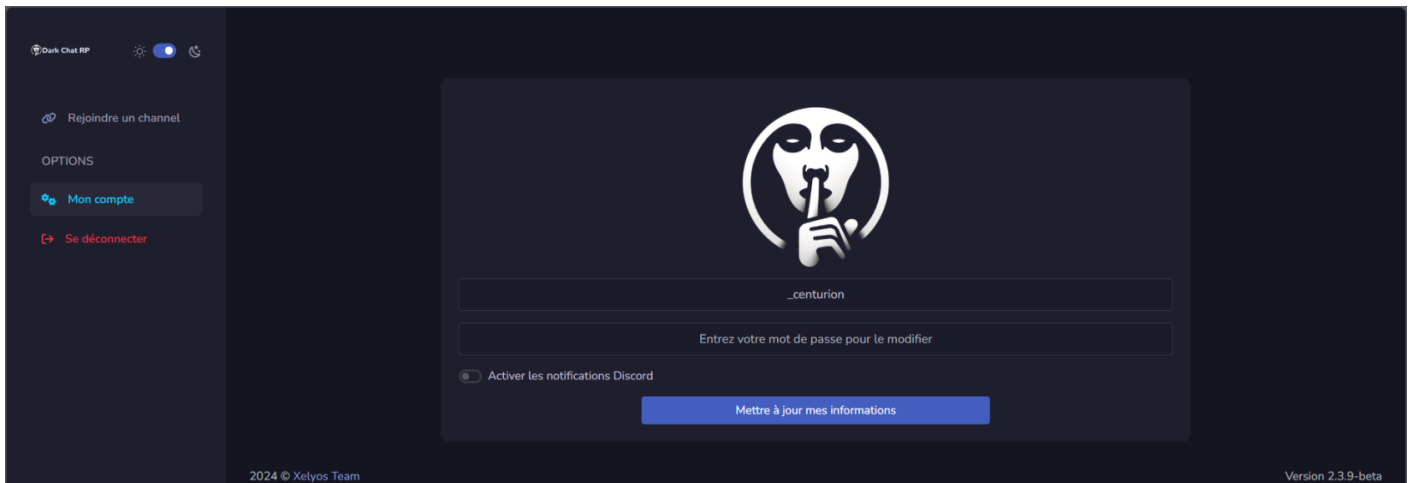 Dark Chat RP
Rejoindre un channel
OPTIONS
Mon compte
Se déconnecter
_centurion
Entrez votre mot de passe pour le modifier
Activer les notifications Discord
Mettre à jour mes informations
2024 © Xelyos Team
Version 2.3.9-beta